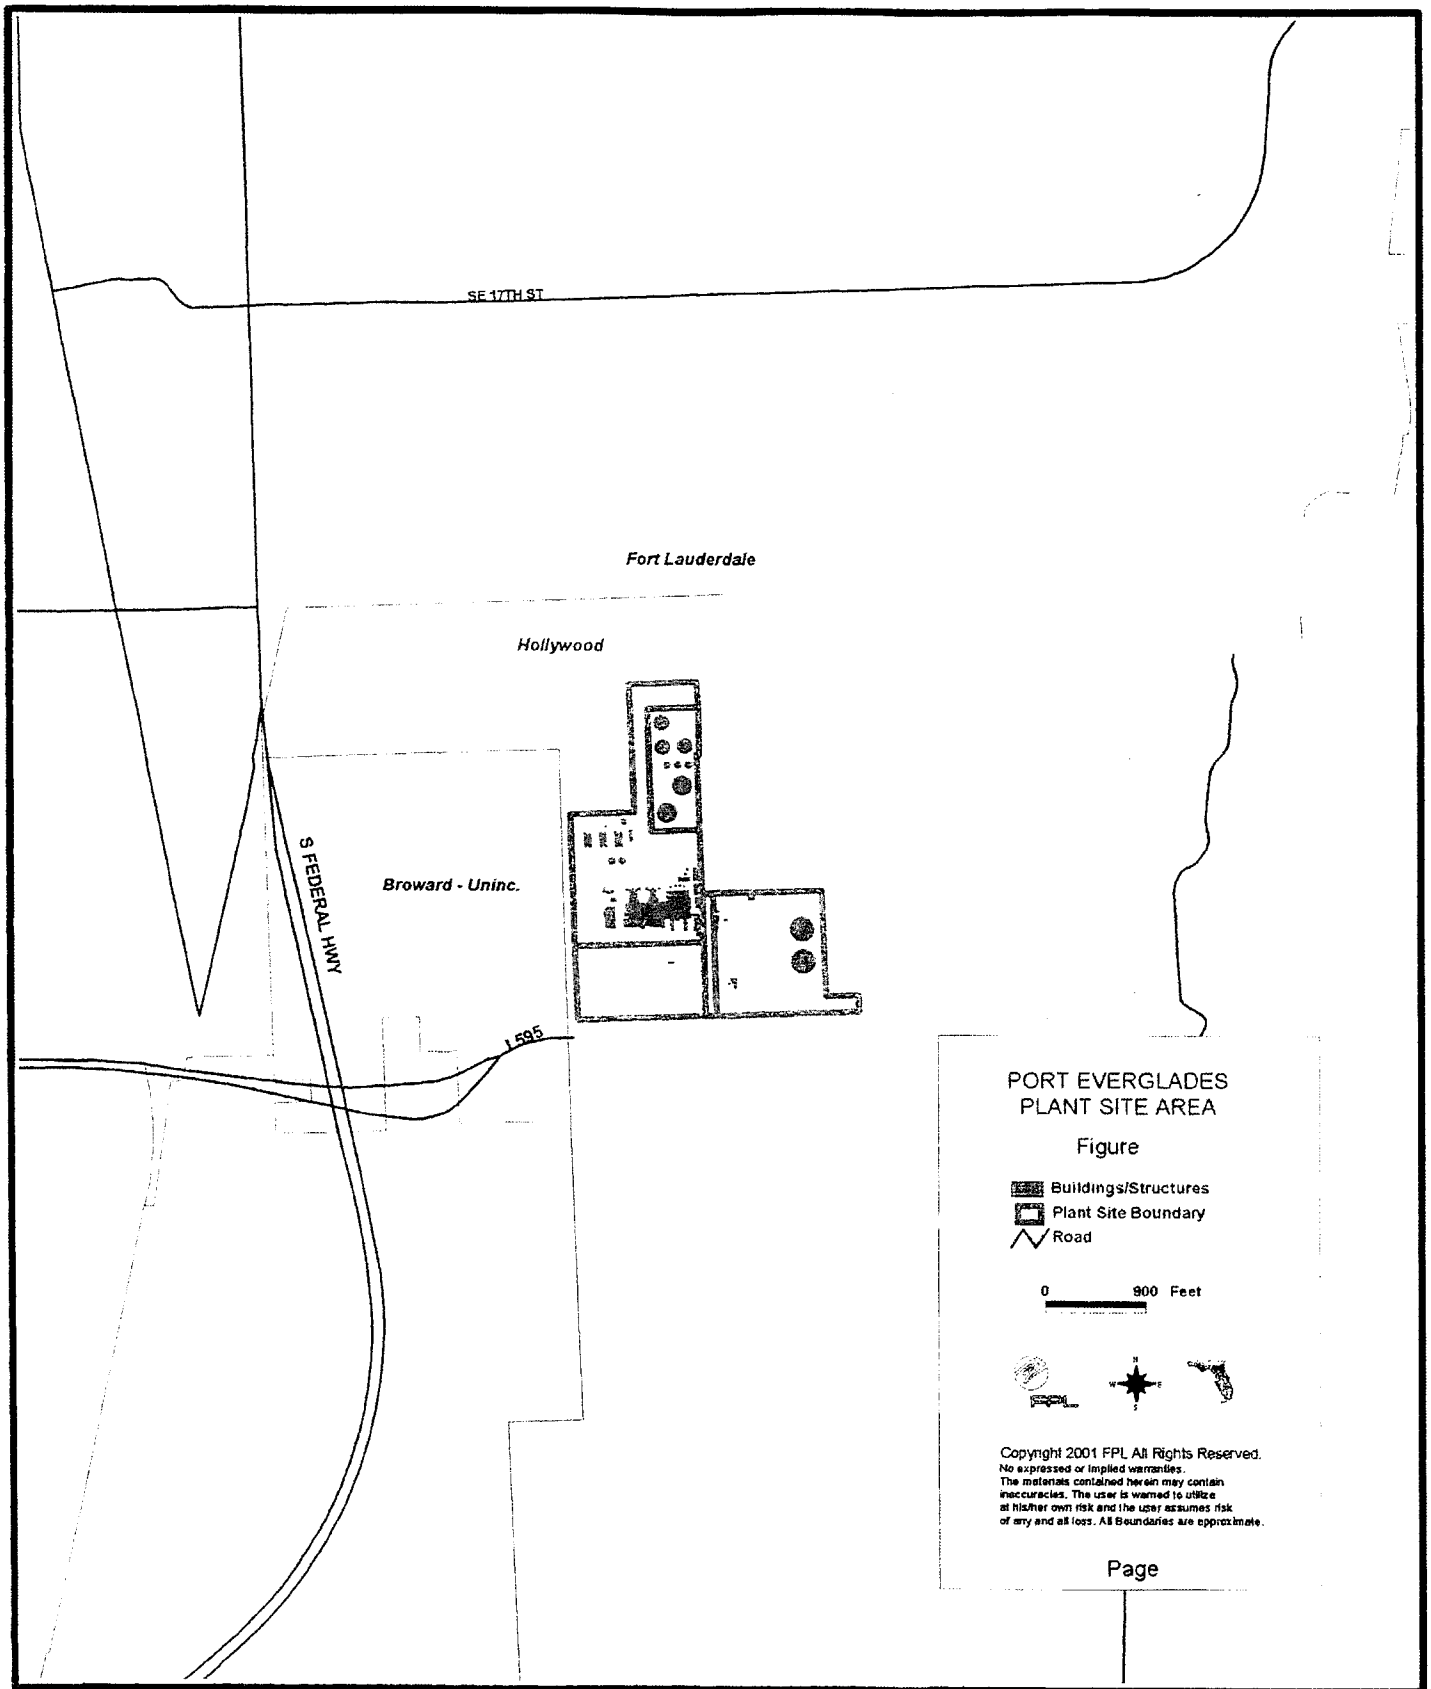 SE 17TH ST
Fort Lauderdale
Hollywood
S FEDERAL HWY
Broward - Uninc.
I 595
PORT EVERGLADES
PLANT SITE AREA
Figure
Buildings/Structures
Plant Site Boundary
Road
0 900 Feet
N
W E
S
FPL
Copyright 2001 FPL All Rights Reserved.
No expressed or implied warranties.
The materials contained herein may contain
inaccuracies. The user is warned to utilize
at his/her own risk and the user assumes risk
of any and all loss. All Boundaries are approximate.
Page